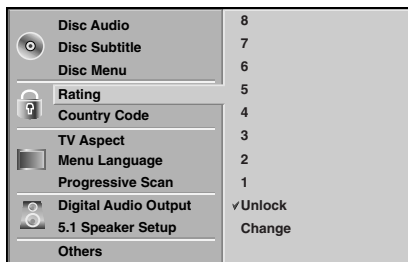 Disc Audio
Disc Subtitle
Disc Menu
Rating
Country Code
TV Aspect
Menu Language
Progressive Scan
Digital Audio Output
5.1 Speaker Setup
Others
8
7
6
5
4
3
2
1
✓Unlock
Change